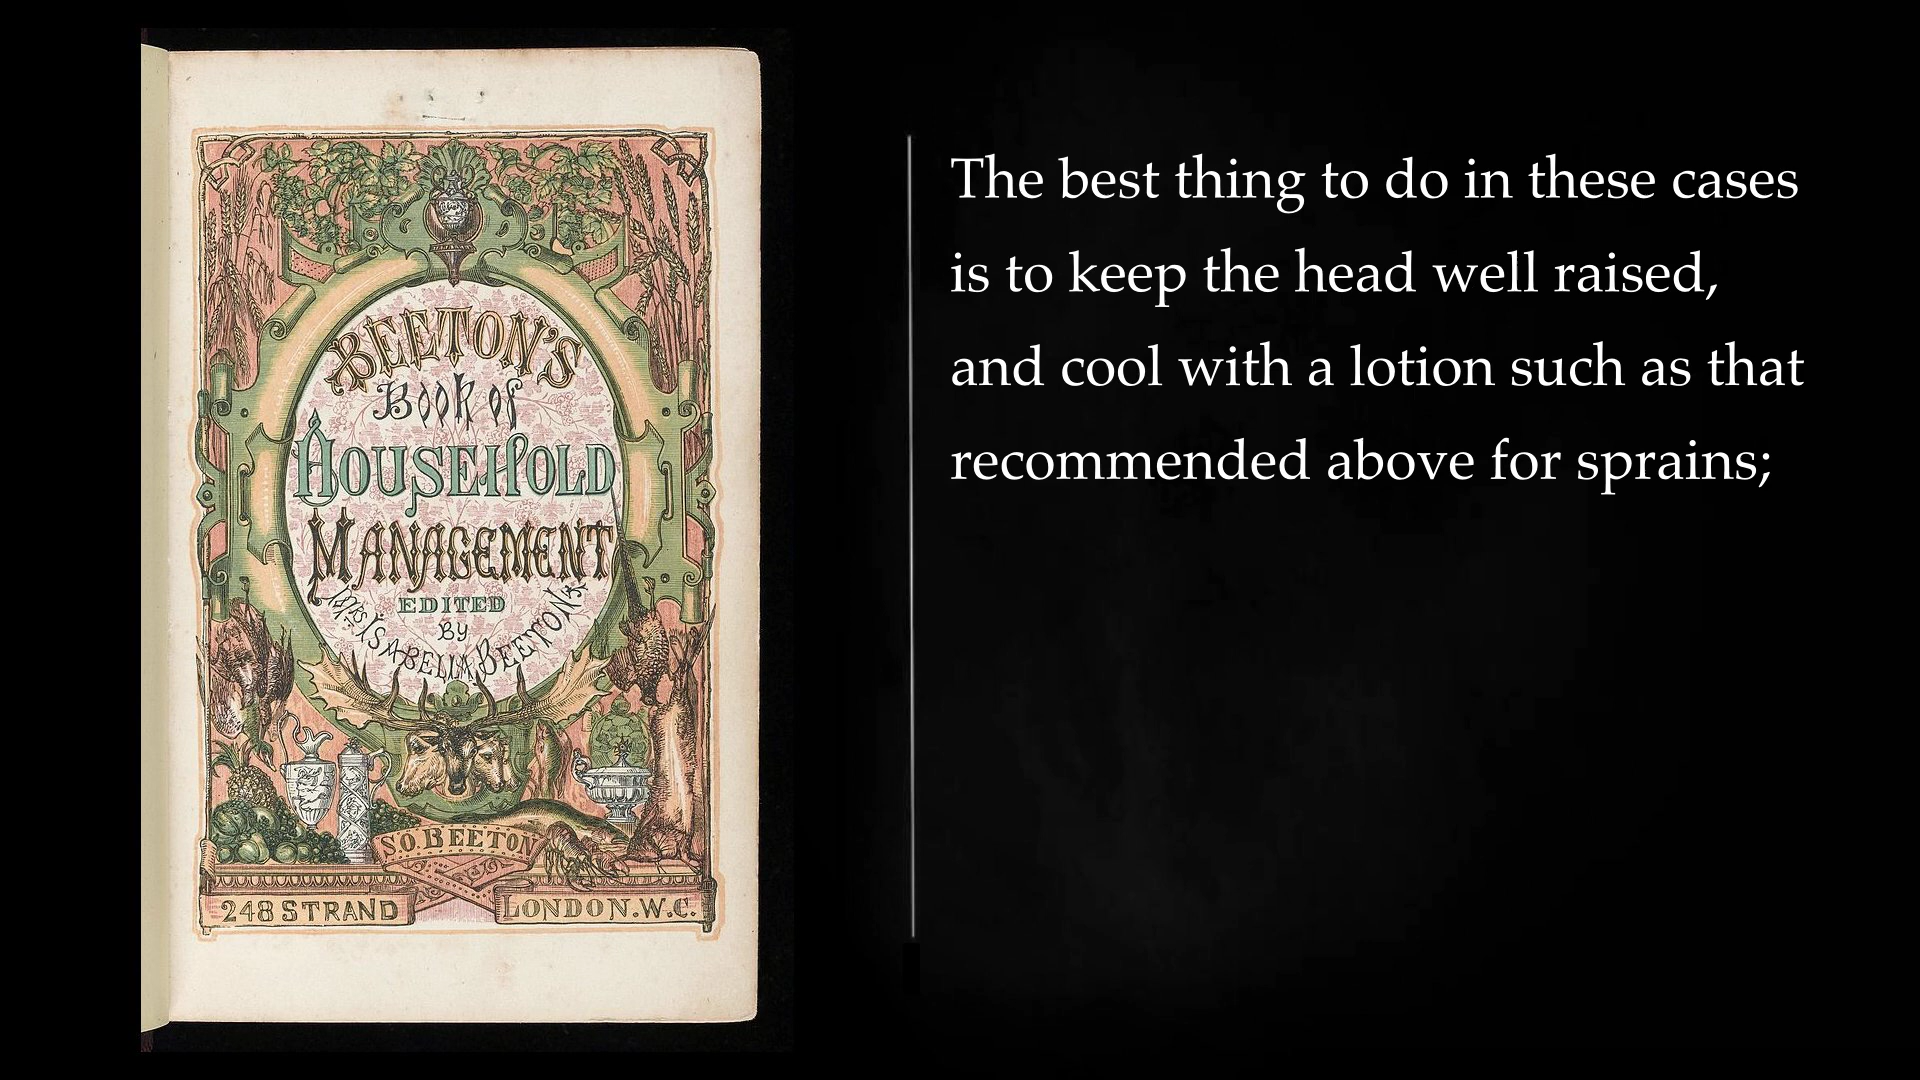 BEETON'S
Book of
HOUSEHOLD
MANAGEMENT
EDITED
BY
MRS ISABELLA BEETON
S.O. BEETON
248 STRAND
LONDON. W.C.
The best thing to do in these cases
is to keep the head well raised,
and cool with a lotion such as that
recommended above for sprains;